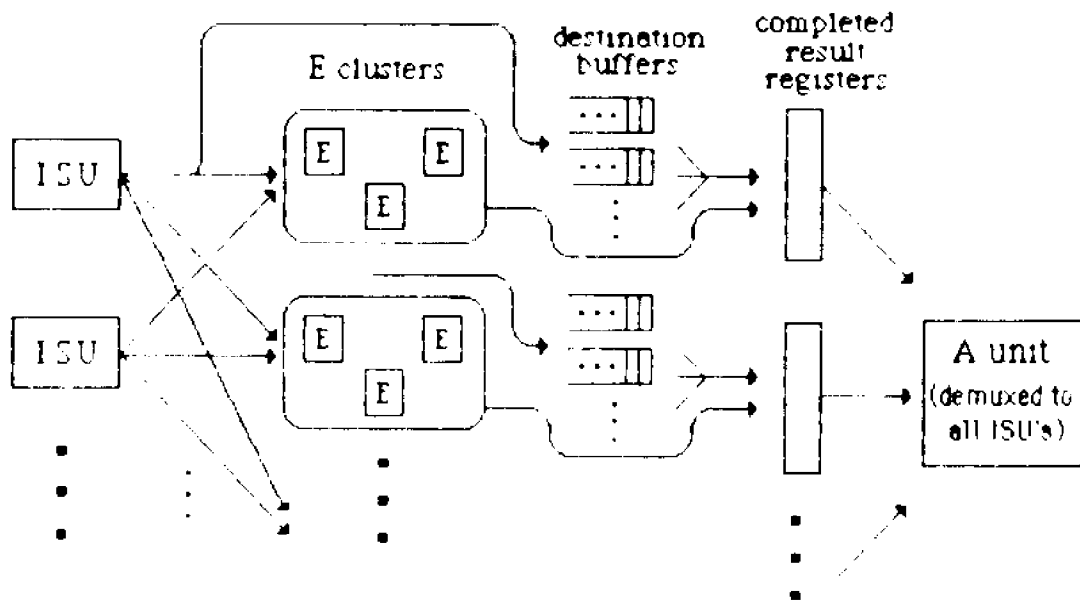 E clusters
destination
buffers
completed
result
registers
ISU
E
E
E
ISU
E
E
E
A unit
(demuxed to
all ISU's)